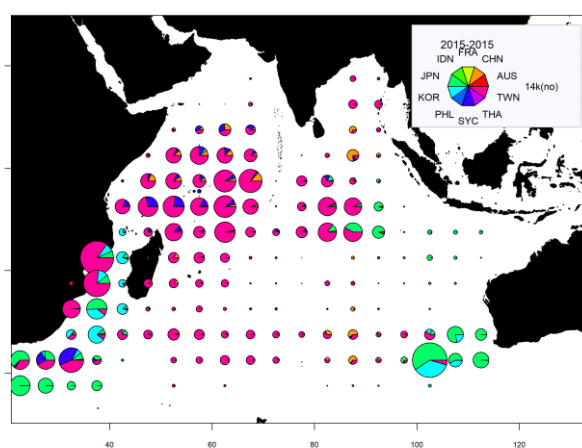 2015-2015
FRA
IDN CHN
JPN AUS
14k(no)
KOR TWN
PHL THA
SYC
40 60 80 100 120